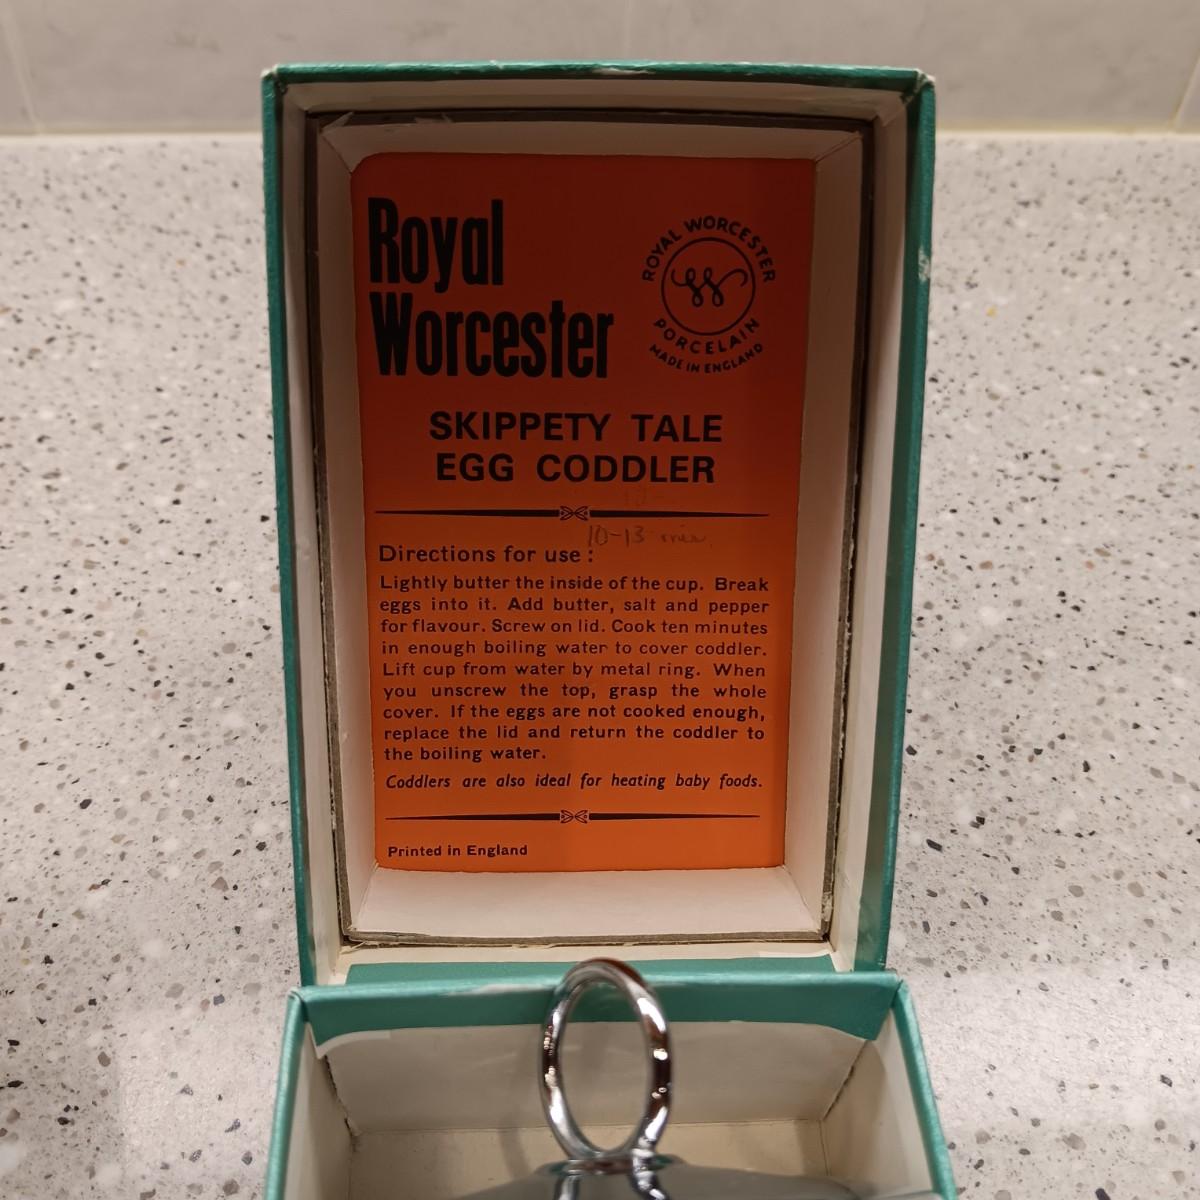 Royal
Worcester
ROYAL WORCESTER
PORCELAIN
MADE IN ENGLAND
SKIPPETY TALE
EGG CODDLER
10-13
Directions for use :
Lightly butter the inside of the cup. Break
eggs into it. Add butter, salt and pepper
for flavour. Screw on lid. Cook ten minutes
in enough boiling water to cover coddler.
Lift cup from water by metal ring. When
you unscrew the top, grasp the whole
cover. If the eggs are not cooked enough,
replace the lid and return the coddler to
the boiling water.
Coddlers are also ideal for heating baby foods.
Printed in England